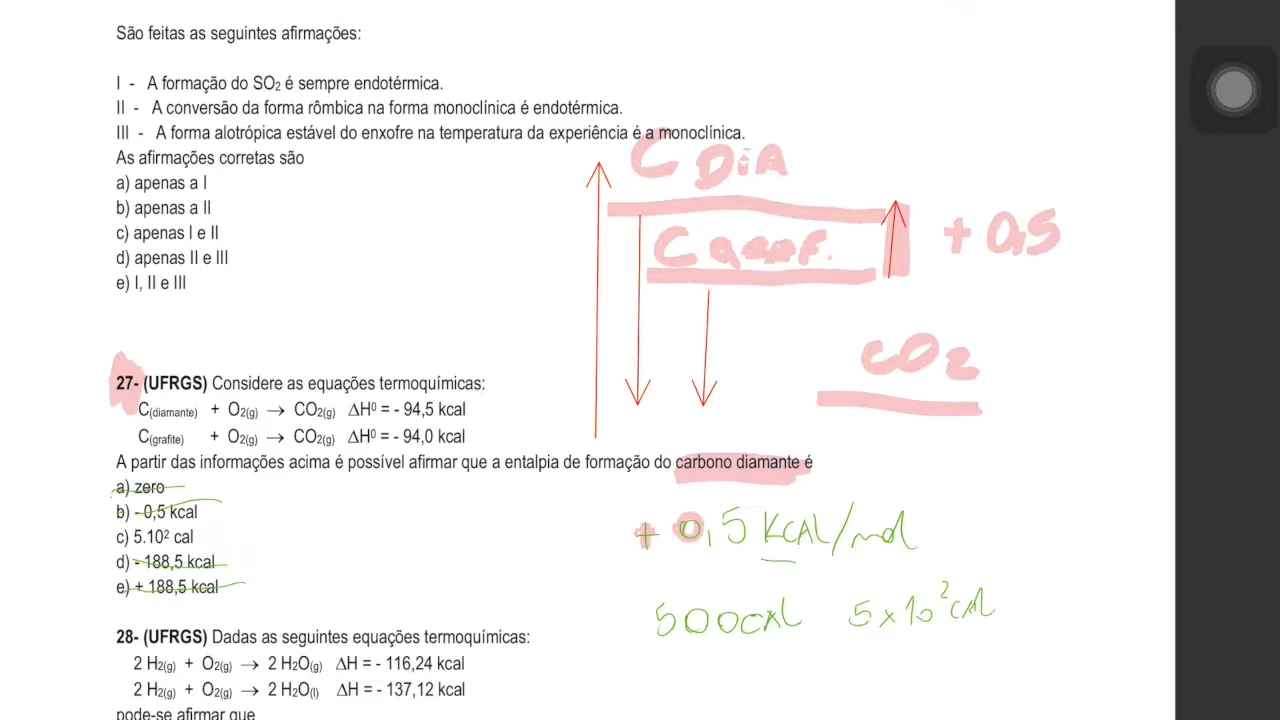 São feitas as seguintes afirmações:
I - A formação do SO₂ é sempre endotérmica.
II - A conversão da forma rômbica na forma monoclínica é endotérmica.
III - A forma alotrópica estável do enxofre na temperatura da experiência é a monoclínica.
As afirmações corretas são
a) apenas a I
b) apenas a II
c) apenas I e II
d) apenas II e III
e) I, II e III
C DiA
C graf.
+ 0,5
CO2
27- (UFRGS) Considere as equações termoquímicas:
C(diamante) + O2(g) → CO2(g) ΔH⁰ = - 94,5 kcal
C(grafite) + O2(g) → CO2(g) ΔH⁰ = - 94,0 kcal
A partir das informações acima é possível afirmar que a entalpia de formação do carbono diamante é
a) zero
b) - 0,5 kcal
c) 5.10² cal
d) - 188,5 kcal
e) + 188,5 kcal
+ 0,5 KCAL/mol
500CAL 5x10² CAL
28- (UFRGS) Dadas as seguintes equações termoquímicas:
2 H2(g) + O2(g) → 2 H2O(g) ΔH = - 116,24 kcal
2 H2(g) + O2(g) → 2 H2O(l) ΔH = - 137,12 kcal
pode-se afirmar que